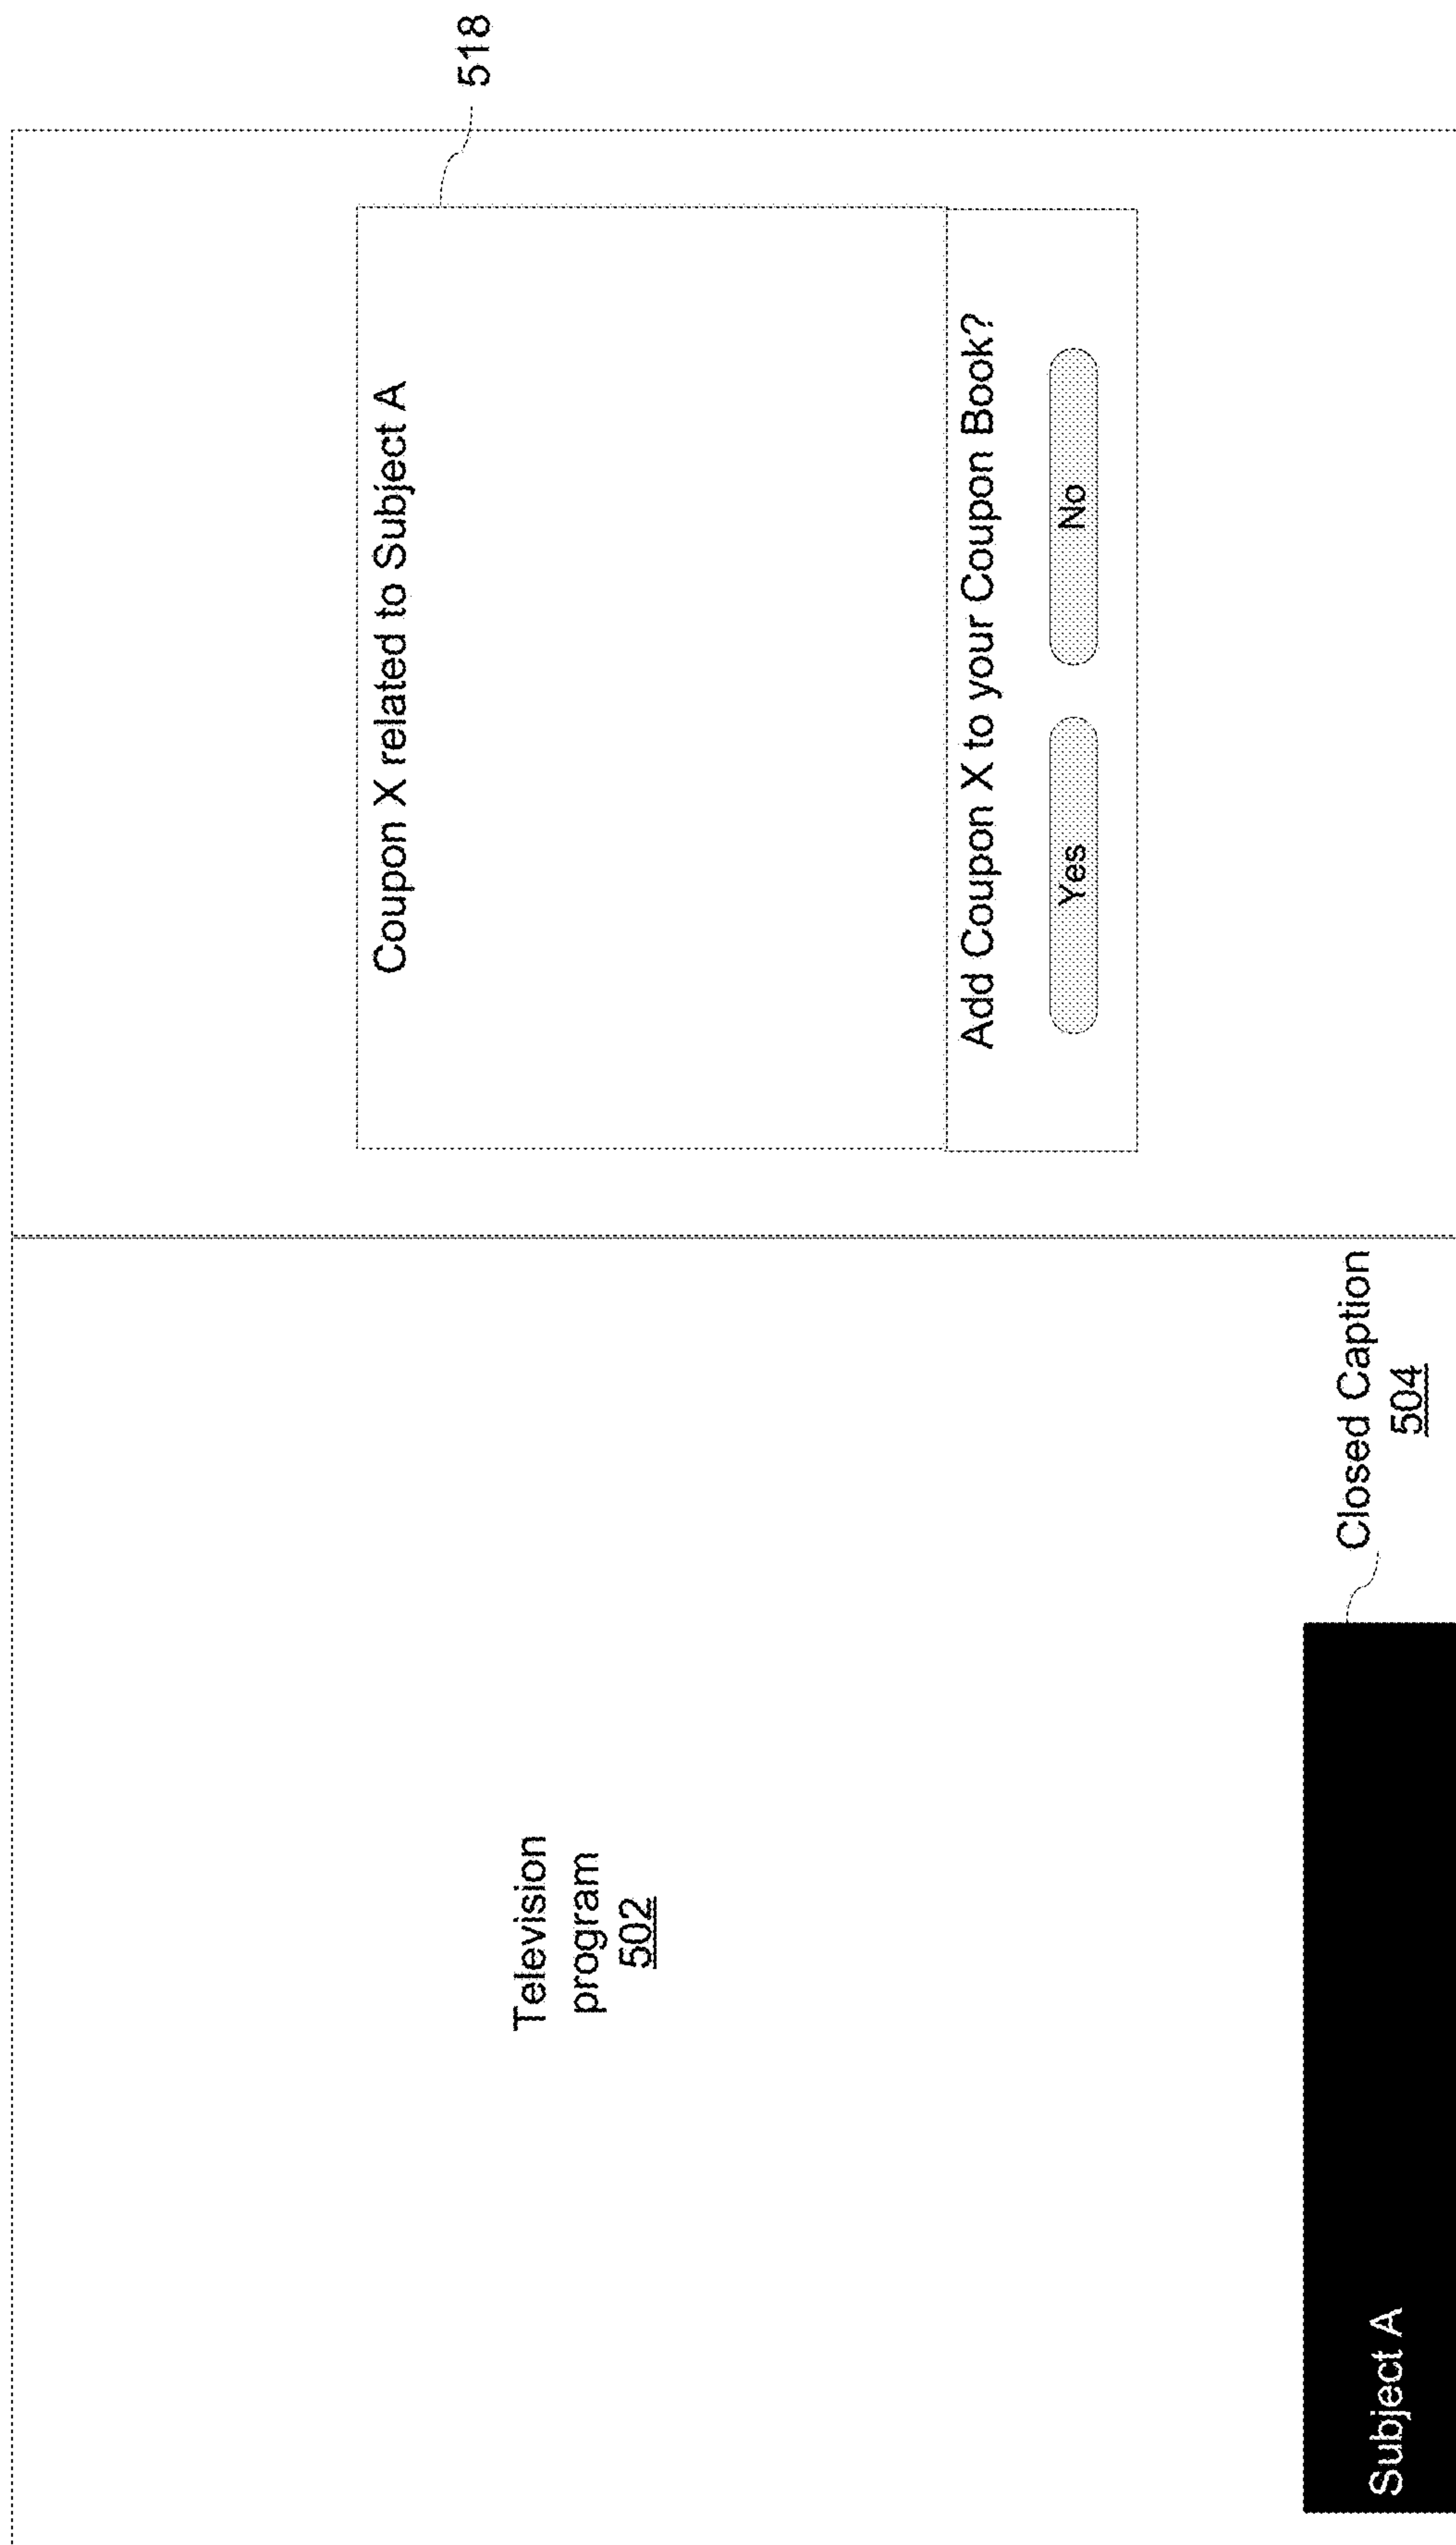 Television
program
502
Subject A
Closed Caption
504
Coupon X related to Subject A
518
Add Coupon X to your Coupon Book?
Yes
No